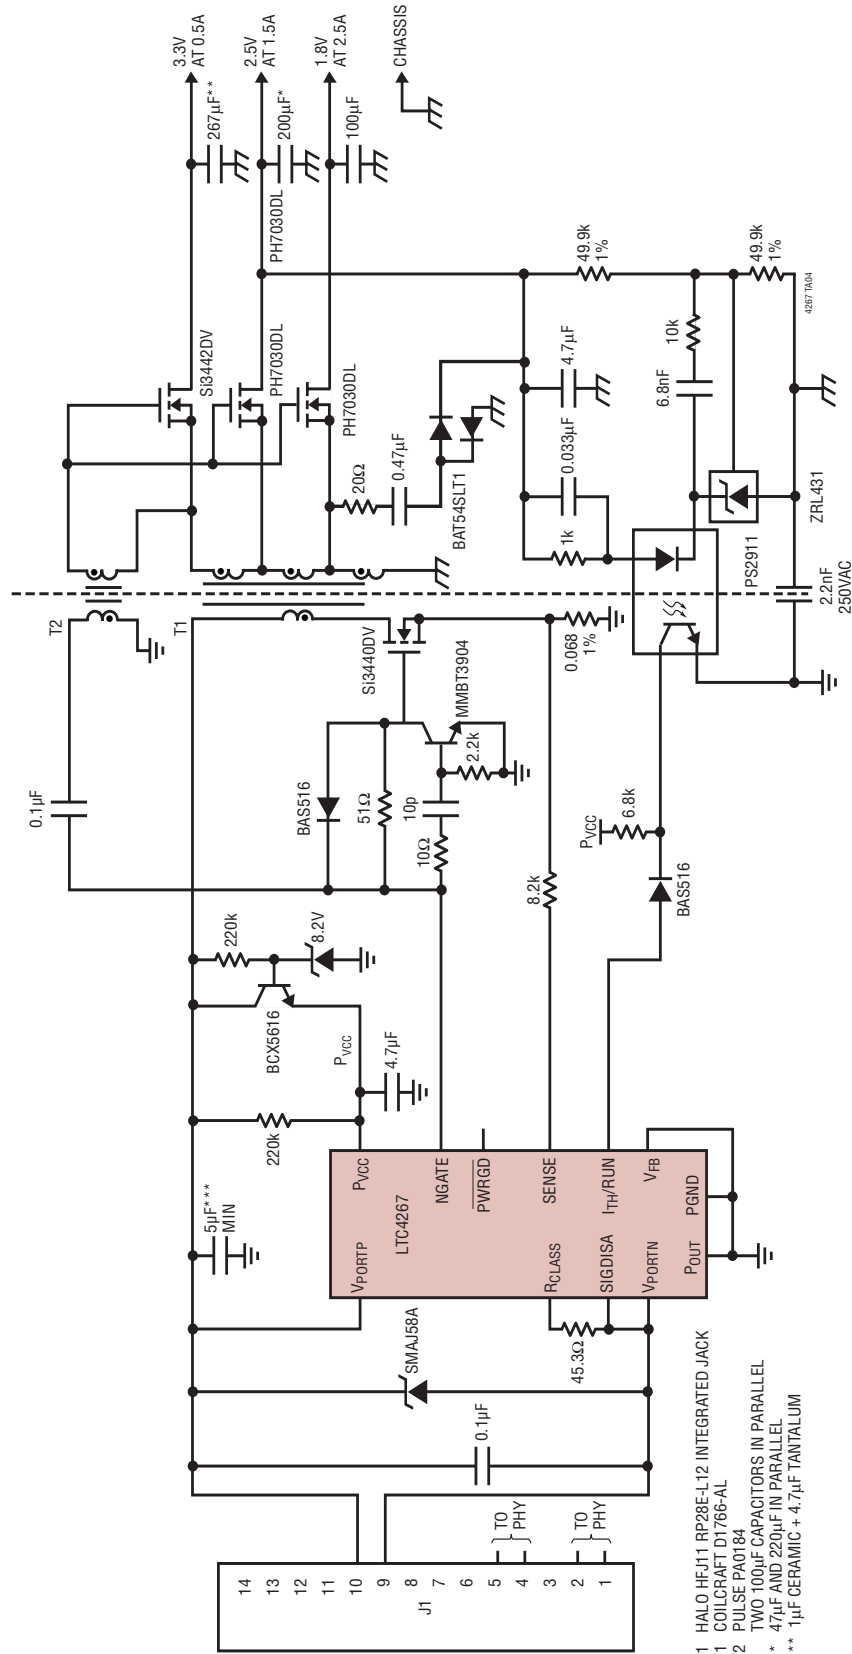 3.3V
AT 0.5A
2.5V
AT 1.5A
1.8V
AT 2.5A
CHASSIS
267µF**
200µF*
100µF
PH7030DL
Si3442DV
PH7030DL
PH7030DL
20Ω
0.47µF
BAT54SLT1
4.7µF
0.033µF
1k
49.9k
1%
49.9k
1%
10k
6.8nF
4267 TA04
ZRL431
PS2911
2.2nF
250VAC
T2
T1
0.1µF
Si3440DV
0.068
1%
MMBT3904
2.2k
BAS516
51Ω
10p
10Ω
8.2k
PVCC
6.8k
BAS516
220k
8.2V
BCX5616
PVCC
4.7µF
220k
5µF***
MIN
VPORTP
PVCC
LTC4267
NGATE
PWRGD
SENSE
RCLASS
ITH/RUN
SIGDISA
VFB
VPORTN
PGND
POUT
SMAJ58A
45.3Ω
0.1µF
14
13
12
11
10
9
8
7
6
5
4
3
2
1
J1
TO
PHY
TO
PHY
1 HALO HFJ11 RP28E-L12 INTEGRATED JACK
1 COILCRAFT D1766-AL
2 PULSE PA0184
TWO 100µF CAPACITORS IN PARALLEL
* 47µF AND 220µF IN PARALLEL
** 1µF CERAMIC + 4.7µF TANTALUM